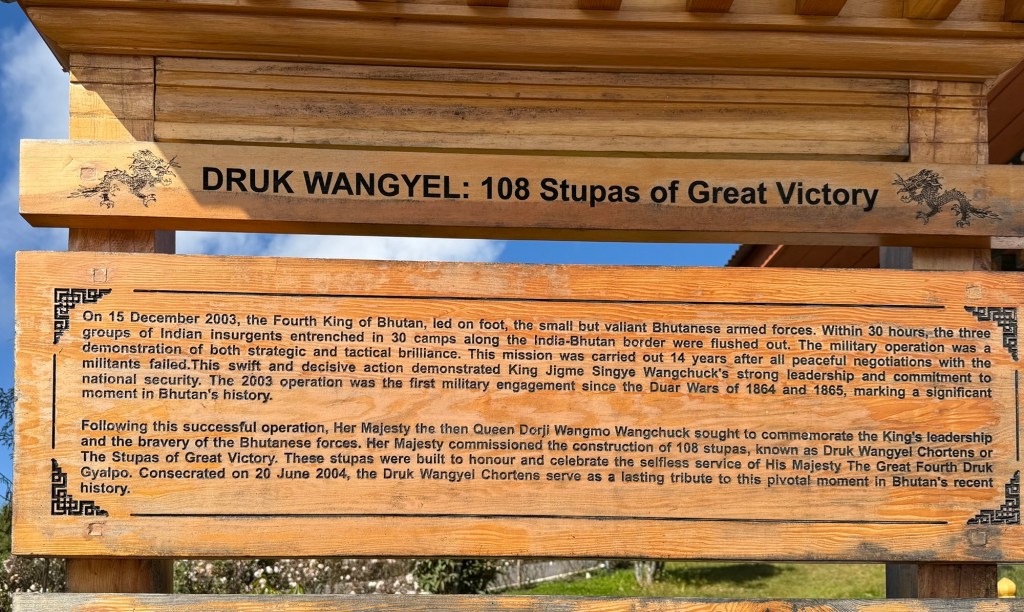 DRUK WANGYEL: 108 Stupas of Great Victory
On 15 December 2003, the Fourth King of Bhutan, led on foot, the small but valiant Bhutanese armed forces. Within 30 hours, the three
groups of Indian insurgents entrenched in 30 camps along the India-Bhutan border were flushed out. The military operation was a
demonstration of both strategic and tactical brilliance. This mission was carried out 14 years after all peaceful negotiations with the
militants failed.This swift and decisive action demonstrated King Jigme Singye Wangchuck's strong leadership and commitment to
national security. The 2003 operation was the first military engagement since the Duar Wars of 1864 and 1865, marking a significant
moment in Bhutan's history.
Following this successful operation, Her Majesty the then Queen Dorji Wangmo Wangchuck sought to commemorate the King's leadership
and the bravery of the Bhutanese forces. Her Majesty commissioned the construction of 108 stupas, known as Druk Wangyel Chortens or
The Stupas of Great Victory. These stupas were built to honour and celebrate the selfless service of His Majesty The Great Fourth Druk
Gyalpo. Consecrated on 20 June 2004, the Druk Wangyel Chortens serve as a lasting tribute to this pivotal moment in Bhutan's recent
history.